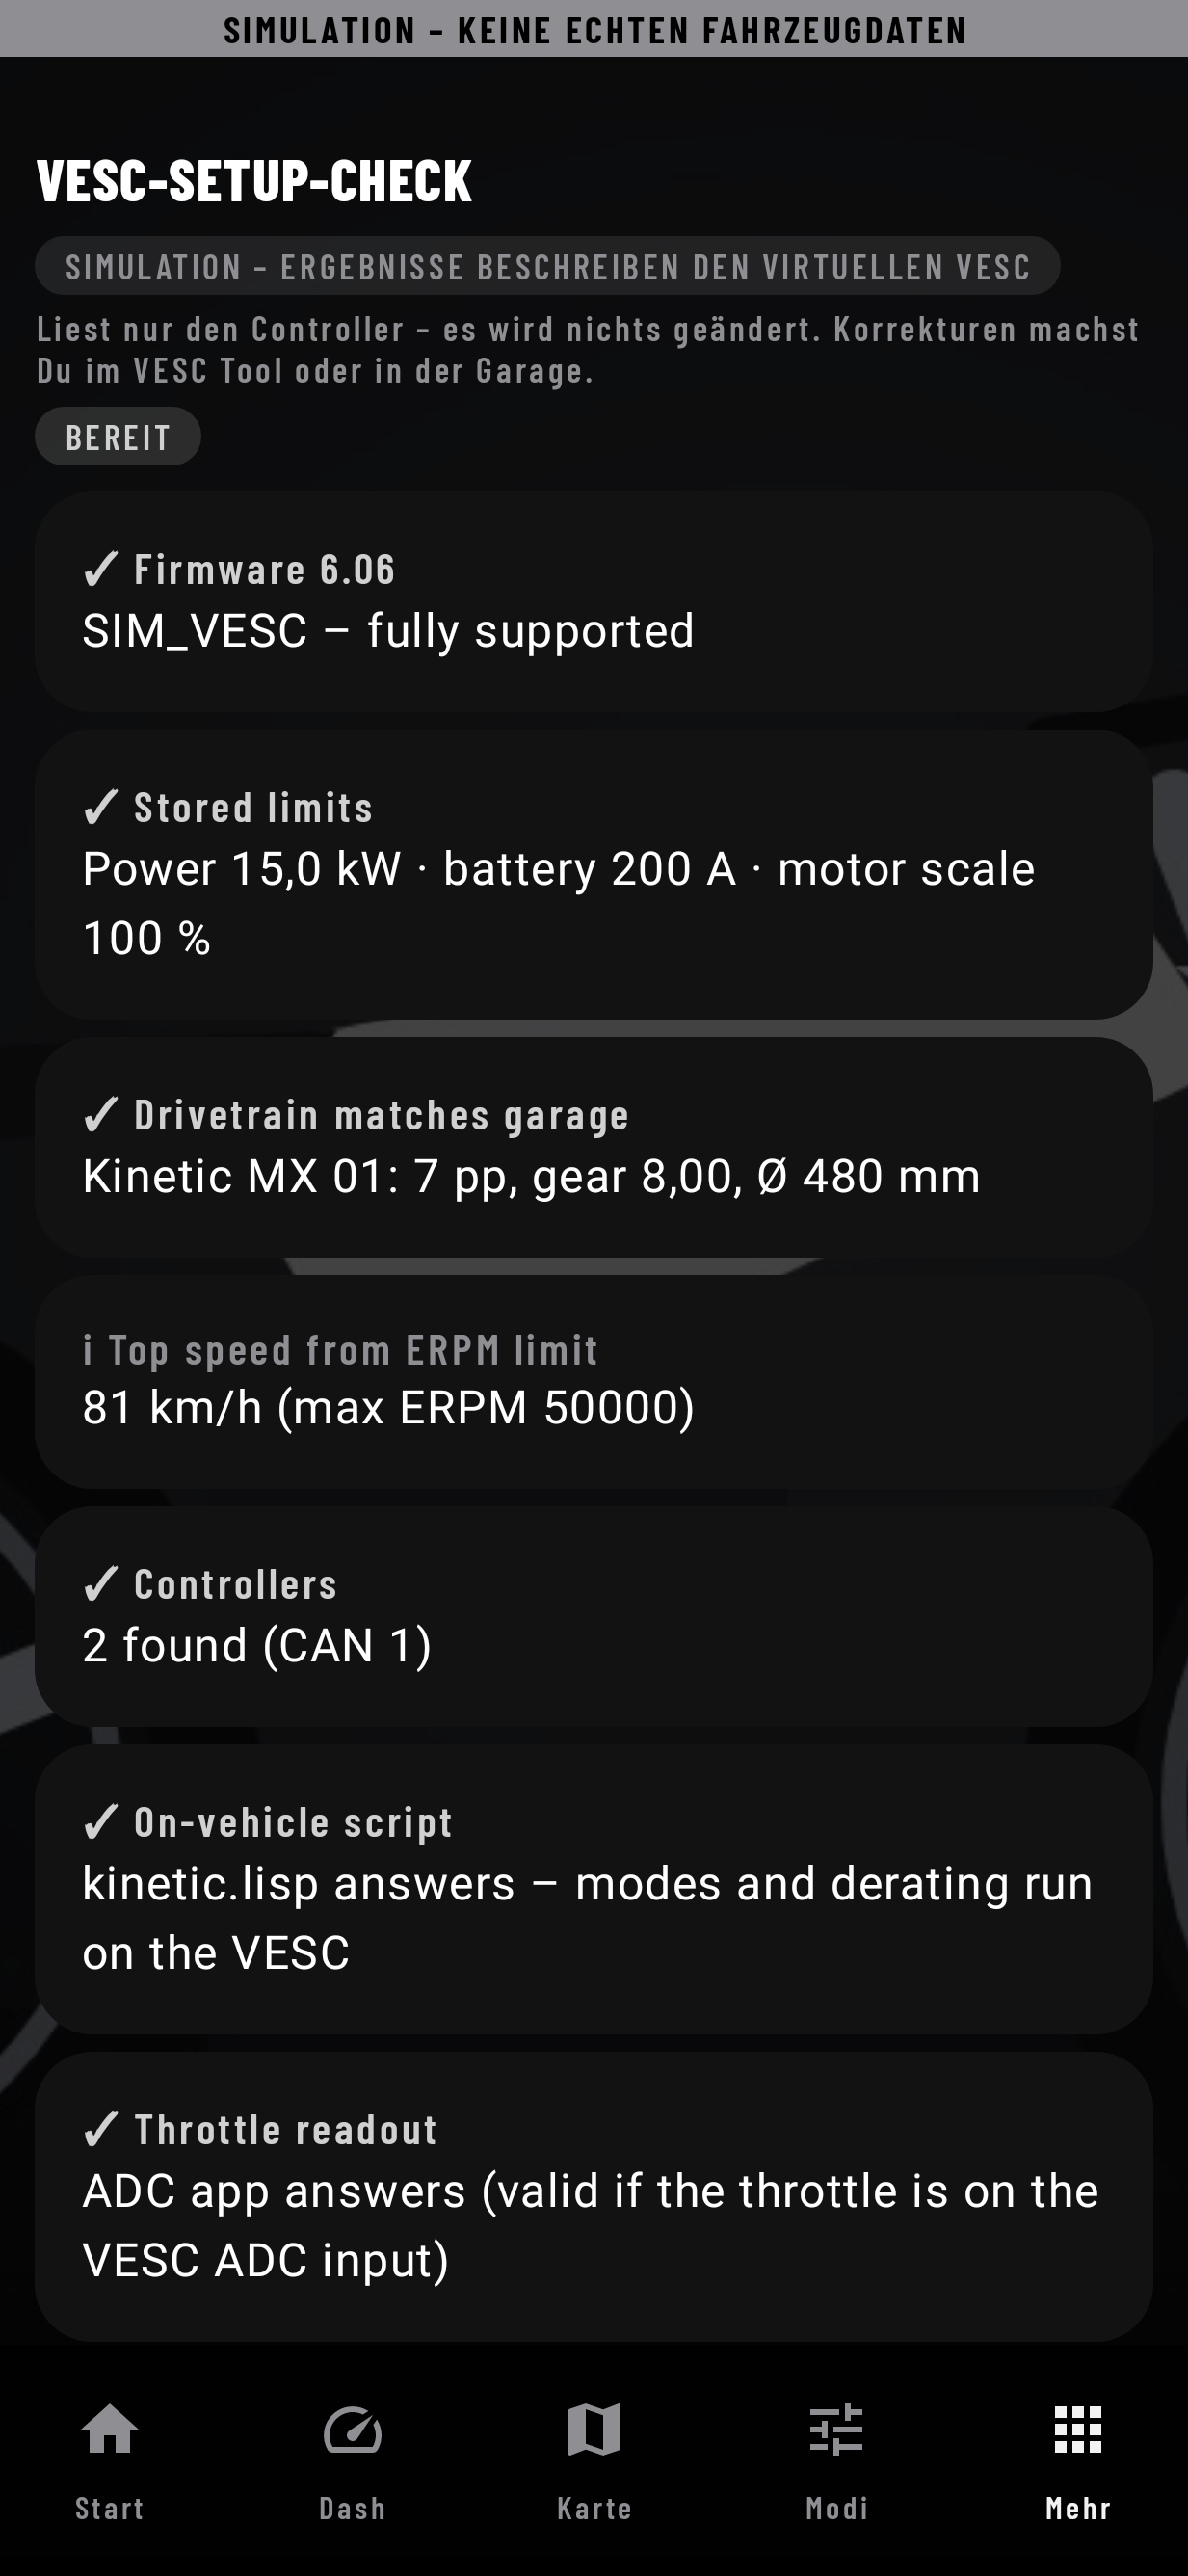 SIMULATION – KEINE ECHTEN FAHRZEUGDATEN
VESC-SETUP-CHECK
SIMULATION – ERGEBNISSE BESCHREIBEN DEN VIRTUELLEN VESC
Liest nur den Controller – es wird nichts geändert. Korrekturen machst
Du im VESC Tool oder in der Garage.
BEREIT
✓ Firmware 6.06
SIM_VESC – fully supported
✓ Stored limits
Power 15,0 kW · battery 200 A · motor scale
100 %
✓ Drivetrain matches garage
Kinetic MX 01: 7 pp, gear 8,00, Ø 480 mm
i Top speed from ERPM limit
81 km/h (max ERPM 50000)
✓ Controllers
2 found (CAN 1)
✓ On-vehicle script
kinetic.lisp answers – modes and derating run
on the VESC
✓ Throttle readout
ADC app answers (valid if the throttle is on the
VESC ADC input)
Start Dash Karte Modi Mehr